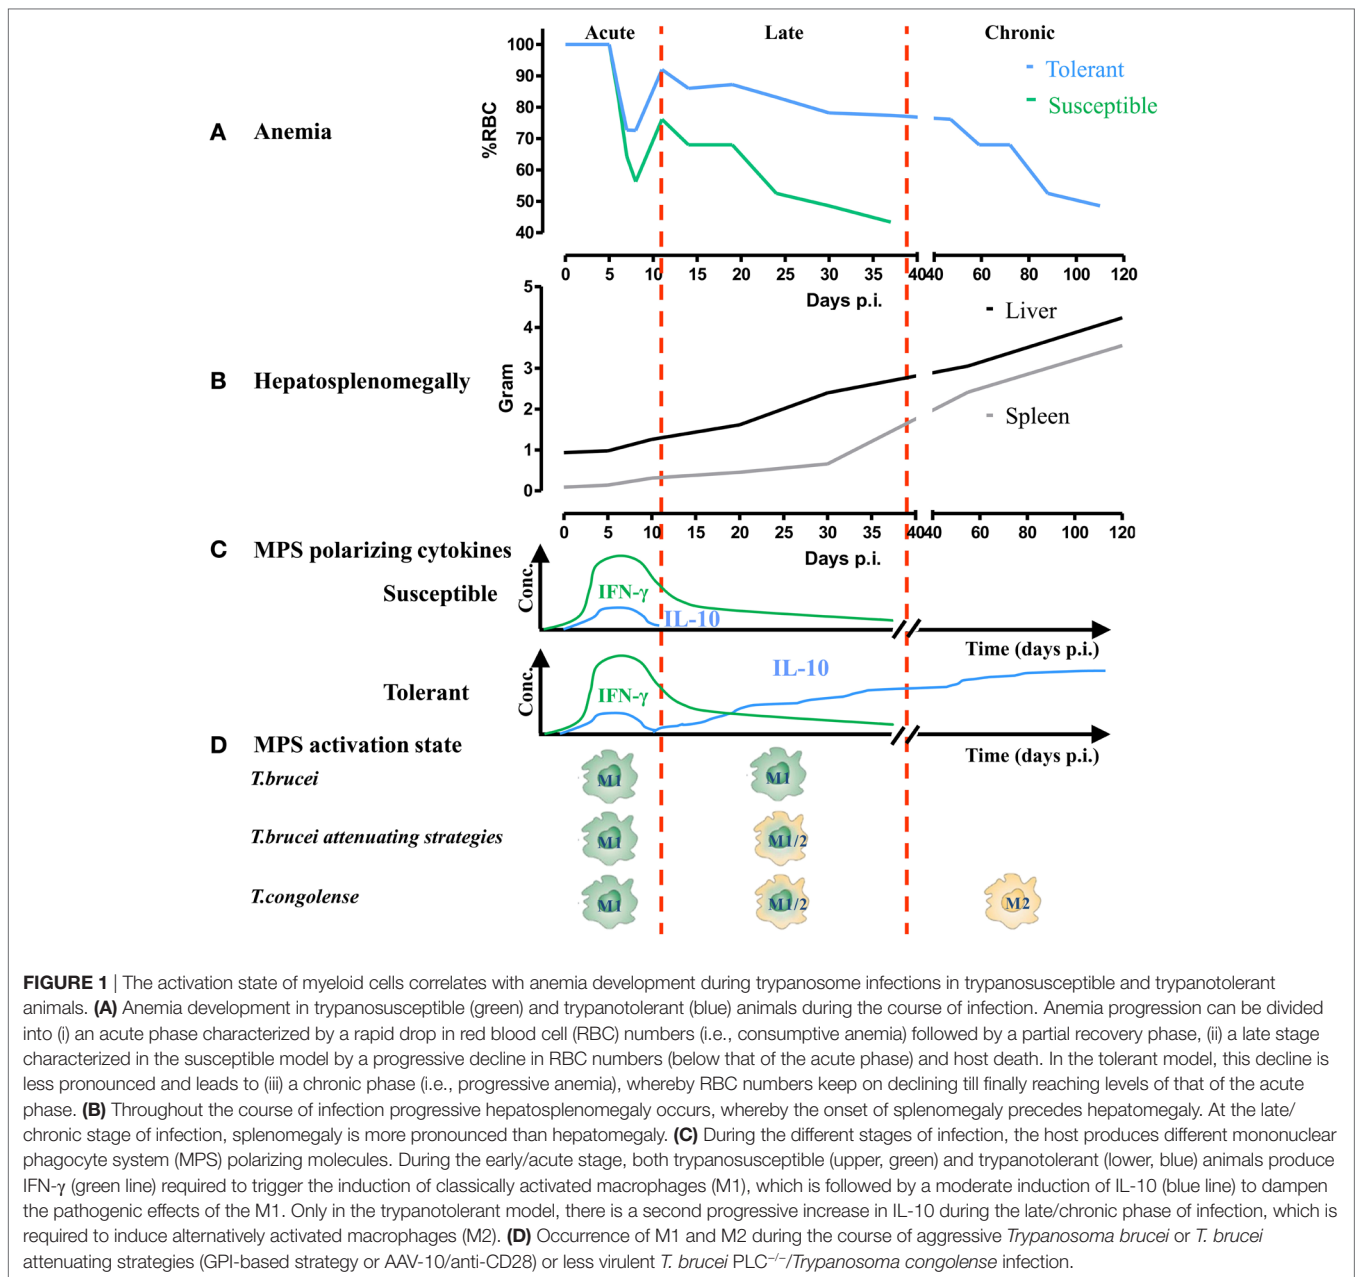 Acute Late Chronic
Tolerant
Susceptible
A Anemia
%RBC
100
90
80
70
60
50
40
0 5 10 15 20 25 30 35 40 40 60 80 100 120
Days p.i.
B Hepatosplenomegally
Gram
5
4
3
2
1
0
Liver
Spleen
0 5 10 15 20 25 30 35 40 40 60 80 100 120
Days p.i.
C MPS polarizing cytokines
Susceptible
Conc.
IFN-γ
IL-10
Time (days p.i.)
Tolerant
Conc.
IFN-γ
IL-10
Time (days p.i.)
D MPS activation state
T.brucei M1 M1
T.brucei attenuating strategies M1 M1/2
T.congolense M1 M1/2 M2
FIGURE 1 | The activation state of myeloid cells correlates with anemia development during trypanosome infections in trypanosusceptible and trypanotolerant
animals. (A) Anemia development in trypanosusceptible (green) and trypanotolerant (blue) animals during the course of infection. Anemia progression can be divided
into (i) an acute phase characterized by a rapid drop in red blood cell (RBC) numbers (i.e., consumptive anemia) followed by a partial recovery phase, (ii) a late stage
characterized in the susceptible model by a progressive decline in RBC numbers (below that of the acute phase) and host death. In the tolerant model, this decline is
less pronounced and leads to (iii) a chronic phase (i.e., progressive anemia), whereby RBC numbers keep on declining till finally reaching levels of that of the acute
phase. (B) Throughout the course of infection progressive hepatosplenomegaly occurs, whereby the onset of splenomegaly precedes hepatomegaly. At the late/
chronic stage of infection, splenomegaly is more pronounced than hepatomegaly. (C) During the different stages of infection, the host produces different mononuclear
phagocyte system (MPS) polarizing molecules. During the early/acute stage, both trypanosusceptible (upper, green) and trypanotolerant (lower, blue) animals produce
IFN-γ (green line) required to trigger the induction of classically activated macrophages (M1), which is followed by a moderate induction of IL-10 (blue line) to dampen
the pathogenic effects of the M1. Only in the trypanotolerant model, there is a second progressive increase in IL-10 during the late/chronic phase of infection, which is
required to induce alternatively activated macrophages (M2). (D) Occurrence of M1 and M2 during the course of aggressive Trypanosoma brucei or T. brucei
attenuating strategies (GPI-based strategy or AAV-10/anti-CD28) or less virulent T. brucei PLC−/−/Trypanosoma congolense infection.